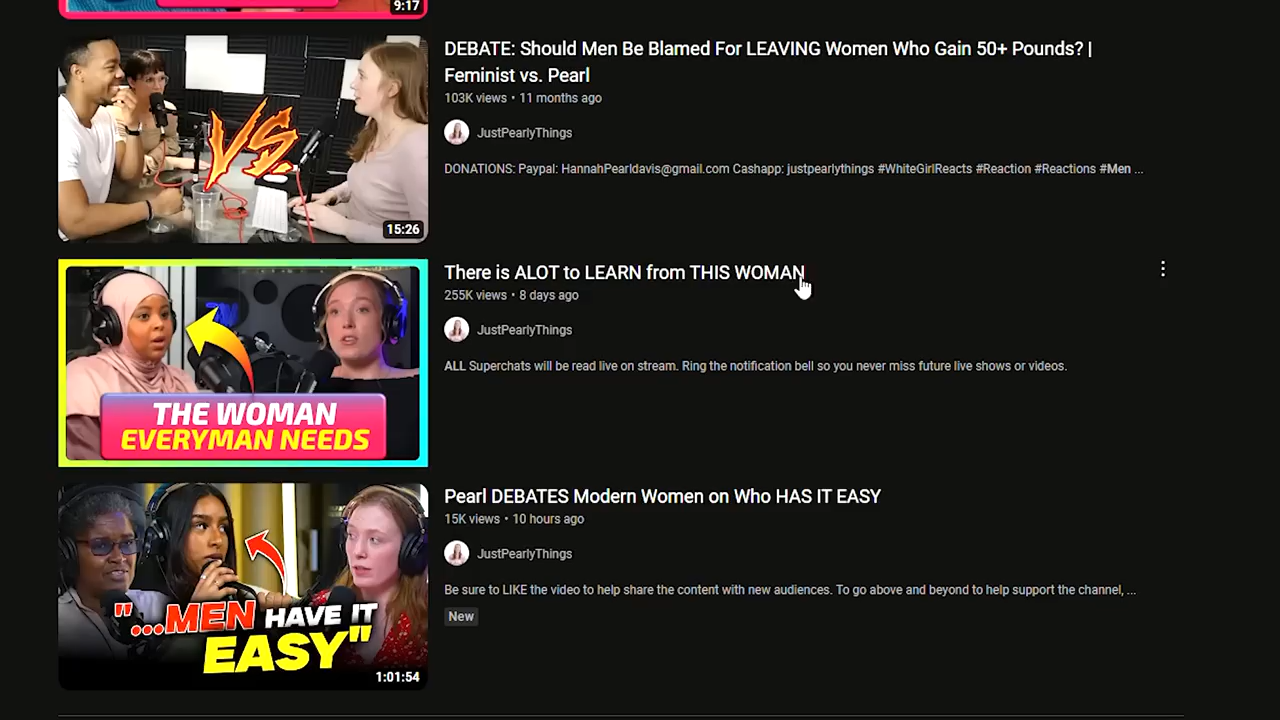 9:17
DEBATE: Should Men Be Blamed For LEAVING Women Who Gain 50+ Pounds? |
Feminist vs. Pearl
103K views • 11 months ago
JustPearlyThings
DONATIONS: Paypal: HannahPearldavis@gmail.com Cashapp: justpearlythings #WhiteGirlReacts #Reaction #Reactions #Men ...
VS.
15:26
There is ALOT to LEARN from THIS WOMAN
255K views • 8 days ago
JustPearlyThings
ALL Superchats will be read live on stream. Ring the notification bell so you never miss future live shows or videos.
THE WOMAN
EVERYMAN NEEDS
Pearl DEBATES Modern Women on Who HAS IT EASY
15K views • 10 hours ago
JustPearlyThings
Be sure to LIKE the video to help share the content with new audiences. To go above and beyond to help support the channel, ...
New
"...MEN HAVE IT
EASY"
1:01:54